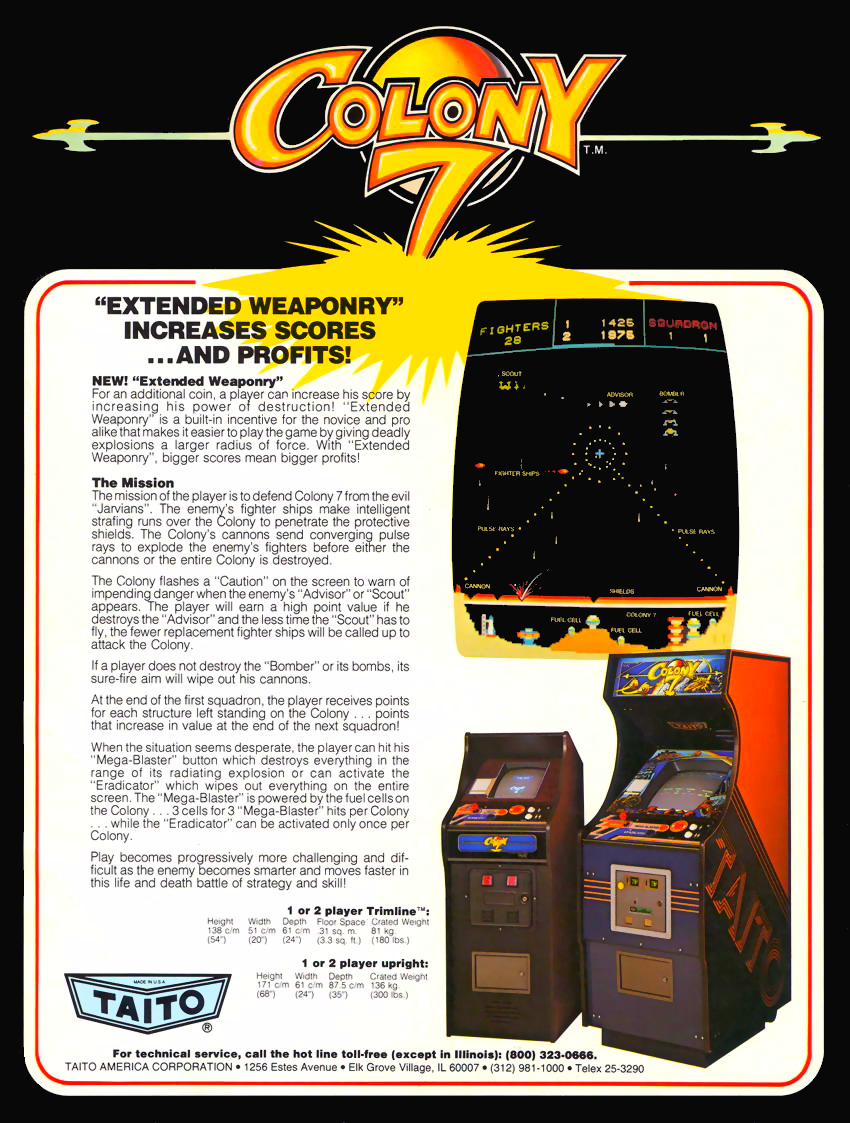 COLONY
7
T.M.
“EXTENDED WEAPONRY”
INCREASES SCORES
...AND PROFITS!
NEW! “Extended Weaponry”
For an additional coin, a player can increase his score by
increasing his power of destruction! “Extended
Weaponry” is a built-in incentive for the novice and pro
alike that makes it easier to play the game by giving deadly
explosions a larger radius of force. With “Extended
Weaponry”, bigger scores mean bigger profits!
The Mission
The mission of the player is to defend Colony 7 from the evil
“Jarvians”. The enemy's fighter ships make intelligent
strafing runs over the Colony to penetrate the protective
shields. The Colony's cannons send converging pulse
rays to explode the enemy's fighters before either the
cannons or the entire Colony is destroyed.
The Colony flashes a “Caution” on the screen to warn of
impending danger when the enemy's “Advisor” or “Scout”
appears. The player will earn a high point value if he
destroys the “Advisor” and the less time the “Scout” has to
fly, the fewer replacement fighter ships will be called up to
attack the Colony.
If a player does not destroy the “Bomber” or its bombs, its
sure-fire aim will wipe out his cannons.
At the end of the first squadron, the player receives points
for each structure left standing on the Colony . . . points
that increase in value at the end of the next squadron!
When the situation seems desperate, the player can hit his
“Mega-Blaster” button which destroys everything in the
range of its radiating explosion or can activate the
“Eradicator” which wipes out everything on the entire
screen. The “Mega-Blaster” is powered by the fuel cells on
the Colony . . . 3 cells for 3 “Mega-Blaster” hits per Colony
. . . while the “Eradicator” can be activated only once per
Colony.
Play becomes progressively more challenging and dif-
ficult as the enemy becomes smarter and moves faster in
this life and death battle of strategy and skill!
FIGHTERS 1 1425 SQUADRON
28 2 1975 1 1
SCOUT
ADVISOR BOMBER
FIGHTER SHIPS
PULSE RAYS PULSE RAYS
CANNON SHIELDS CANNON
FUEL CELL COLONY 7 FUEL CELL
FUEL CELL
COLONY
7
TAITO
COLONY
7
TAITO
1 or 2 player Trimline™:
Height Width Depth Floor Space Crated Weight
138 c/m 51 c/m 61 c/m .31 sq. m. 81 kg.
(54") (20") (24") (3.3 sq. ft.) (180 lbs.)
1 or 2 player upright:
Height Width Depth Crated Weight
171 c/m 61 c/m 87.5 c/m 136 kg.
(68") (24") (35") (300 lbs.)
MADE IN U.S.A.
TAITO
®
For technical service, call the hot line toll-free (except in Illinois): (800) 323-0666.
TAITO AMERICA CORPORATION • 1256 Estes Avenue • Elk Grove Village, IL 60007 • (312) 981-1000 • Telex 25-3290